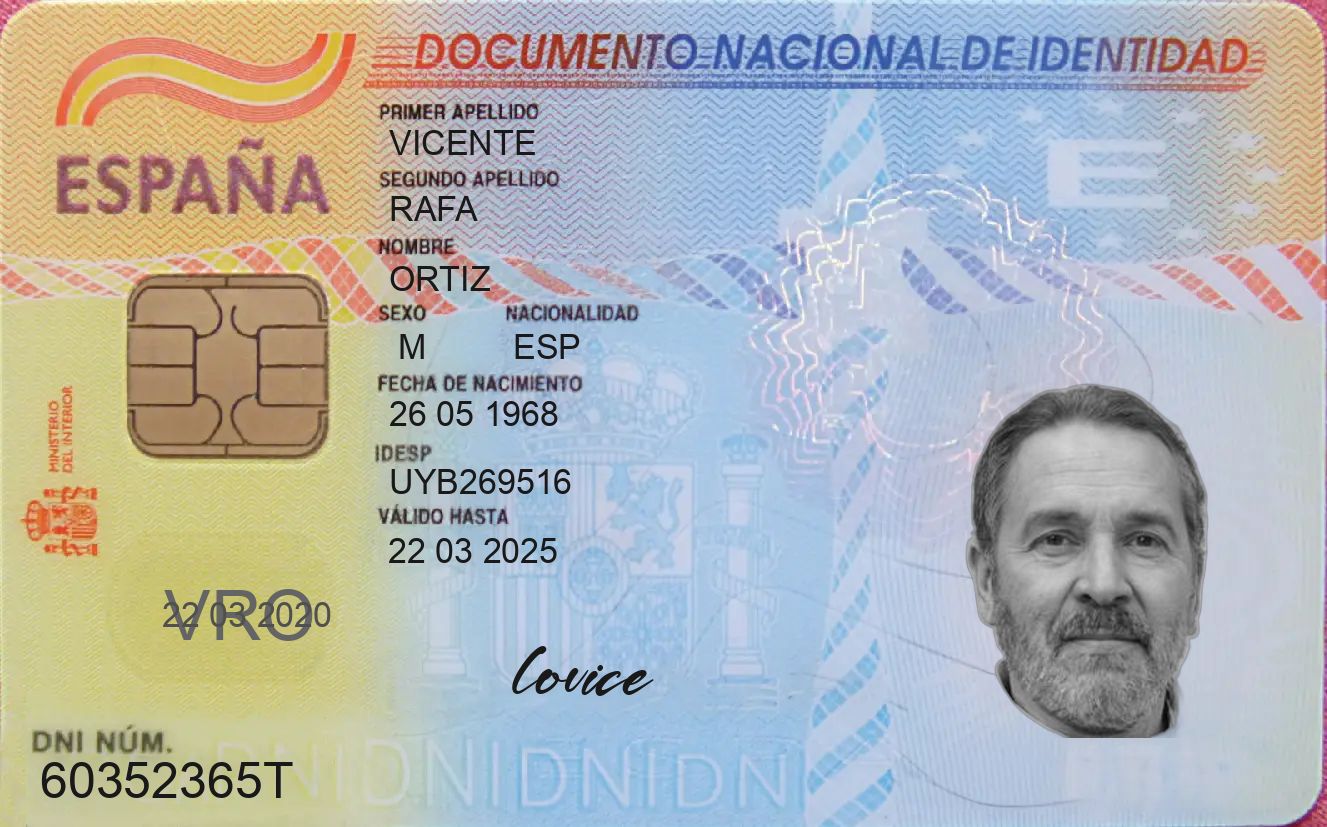 DOCUMENTO NACIONAL DE IDENTIDAD
ESPAÑA
PRIMER APELLIDO
VICENTE
SEGUNDO APELLIDO
RAFA
NOMBRE
ORTIZ
SEXO NACIONALIDAD
M ESP
FECHA DE NACIMIENTO
26 05 1968
IDESP
UYB269516
VÁLIDO HASTA
22 03 2025
MINISTERIO
DEL INTERIOR
E
VRO
22 03 2020
Covice
DNI NÚM.
60352365T
DNIDNIDNIDNI